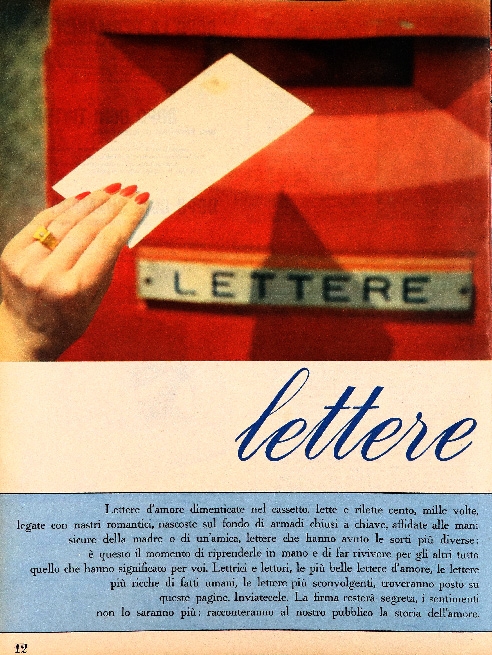 LETTERE
lettere
Lettere d'amore dimenticate nel cassetto, lette e rilette cento, mille volte,
legate con nastri romantici, nascoste sul fondo di armadi chiusi a chiave, affidate alle mani
sicure della madre o di un'amica, lettere che hanno avuto le sorti più diverse:
è questo il momento di riprenderle in mano e di far rivivere per gli altri tutto
quello che hanno significato per voi. Lettrici e lettori, le più belle lettere d'amore, le lettere
più ricche di fatti umani, le lettere più sconvolgenti, troveranno posto su
queste pagine. Inviatecele. La firma resterà segreta, i sentimenti
non lo saranno più: racconteranno al nostro pubblico la storia dell'amore.
12